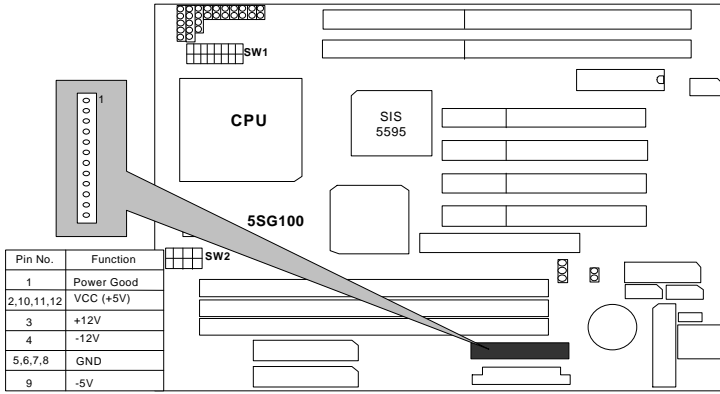 SW1
1
CPU
SIS
5595
5SG100
SW2
Pin No. Function
1 Power Good
2,10,11,12 VCC (+5V)
3 +12V
4 -12V
5,6,7,8 GND
9 -5V